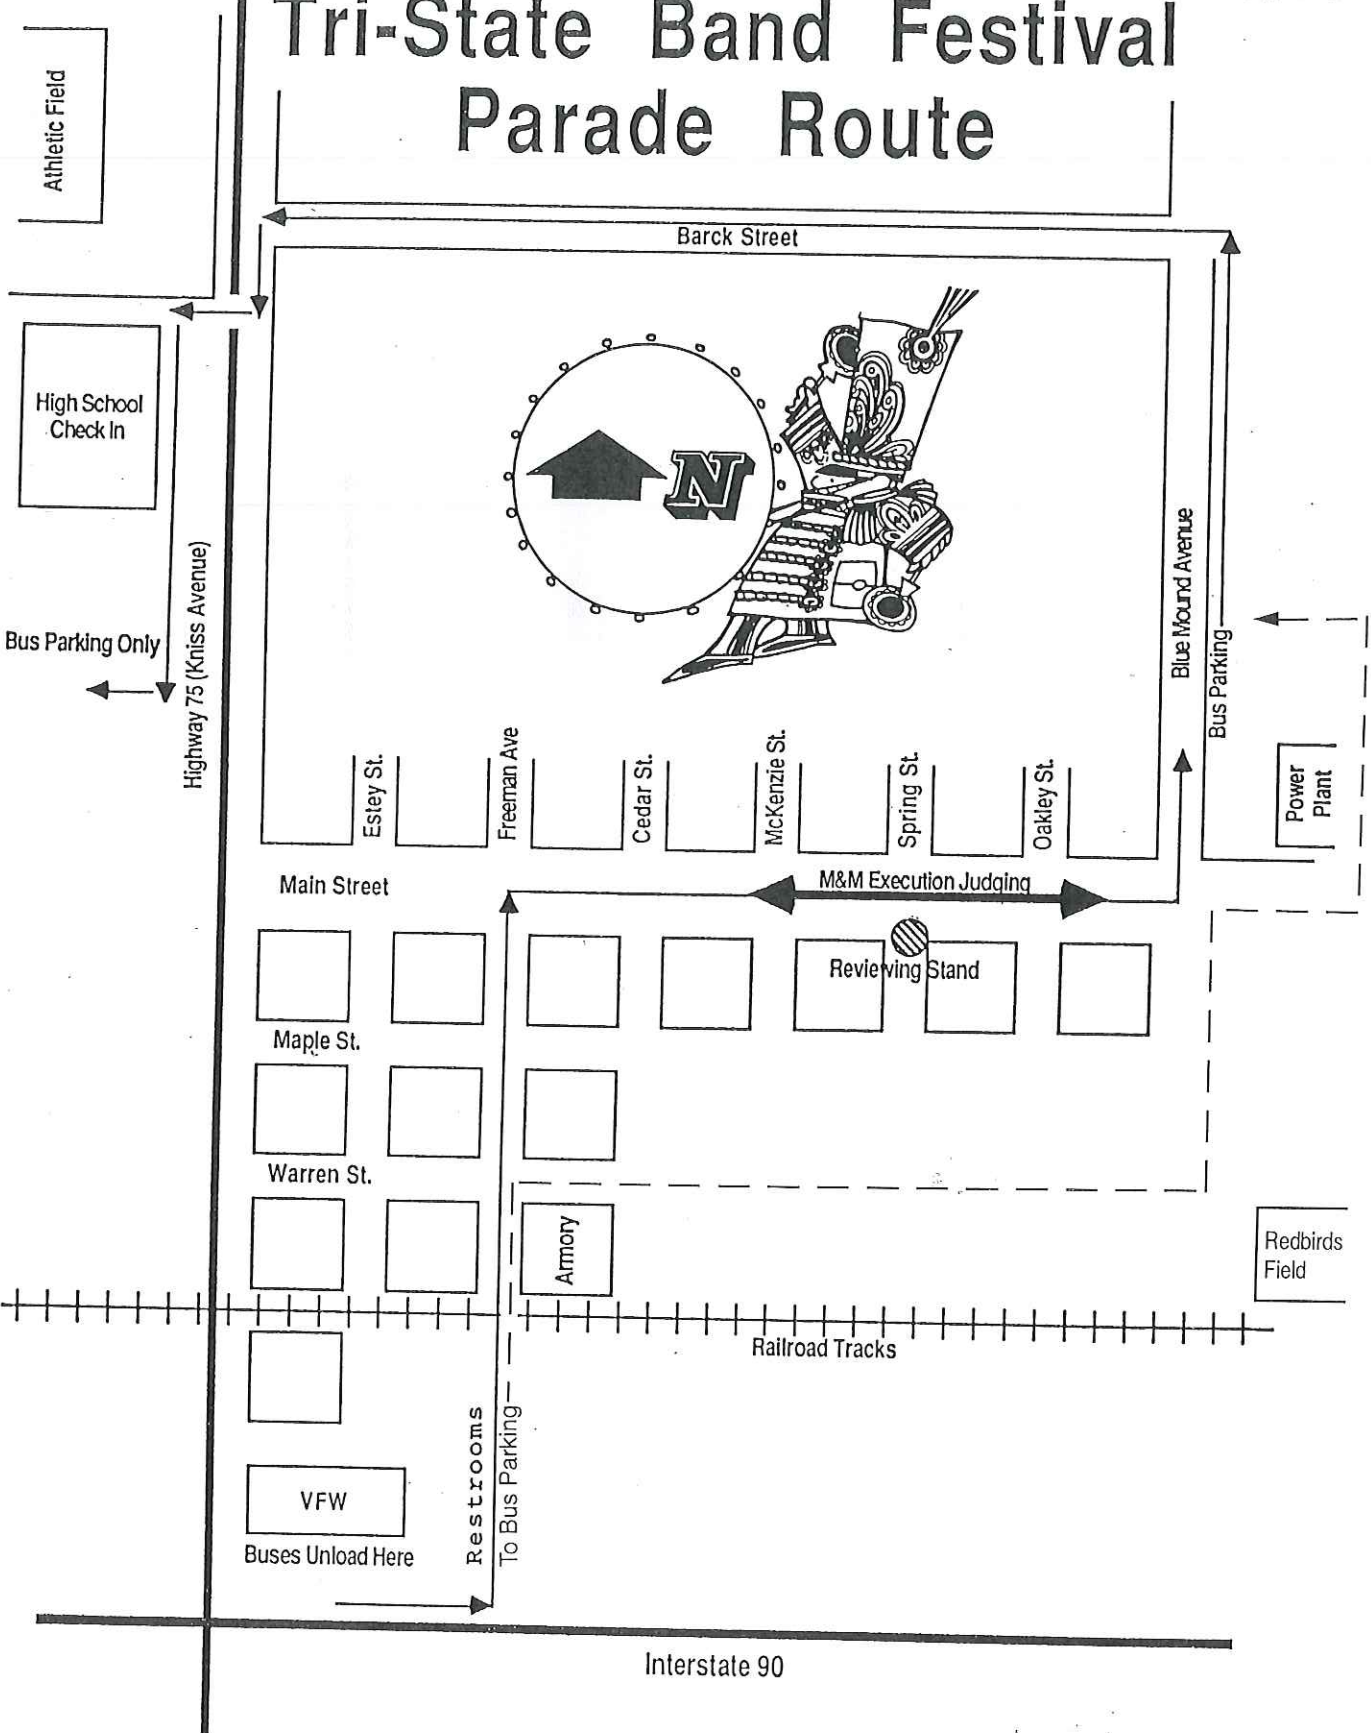 Tri-State Band Festival
Parade Route
Athletic Field
Barck Street
High School
Check In
N
Highway 75 (Kniss Avenue)
Bus Parking Only
Blue Mound Avenue
Bus Parking
Estey St.
Freeman Ave
Cedar St.
McKenzie St.
Spring St.
Oakley St.
Power
Plant
Main Street
M&M Execution Judging
Reviewing Stand
Maple St.
Warren St.
Armory
Redbirds
Field
Railroad Tracks
Restrooms
To Bus Parking
VFW
Buses Unload Here
Interstate 90